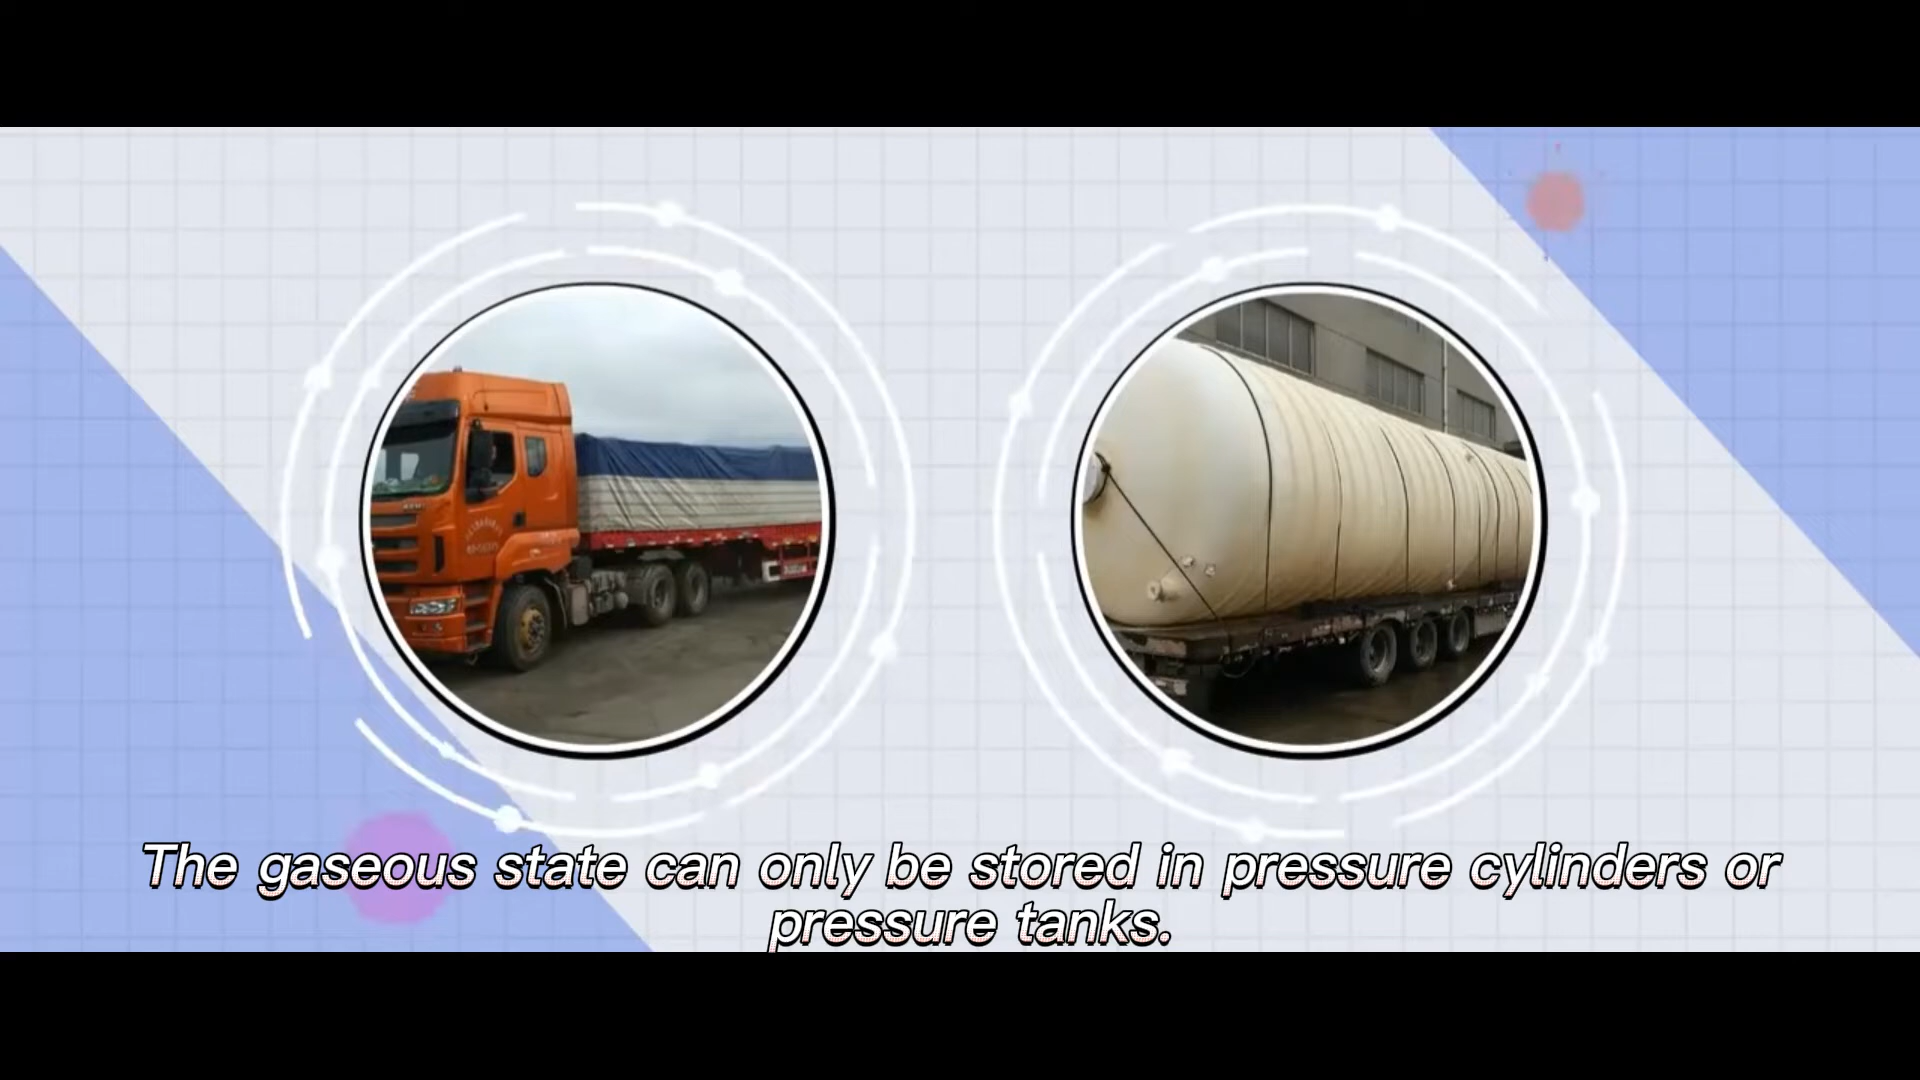 The gaseous state can only be stored in pressure cylinders or
pressure tanks.